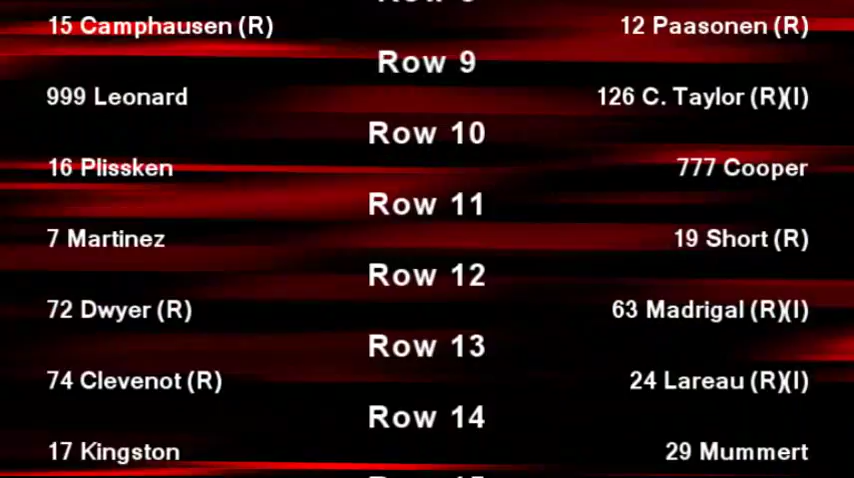 15 Camphausen (R) 12 Paasonen (R)
Row 9
999 Leonard 126 C. Taylor (R)(I)
Row 10
16 Plissken 777 Cooper
Row 11
7 Martinez 19 Short (R)
Row 12
72 Dwyer (R) 63 Madrigal (R)(I)
Row 13
74 Clevenot (R) 24 Lareau (R)(I)
Row 14
17 Kingston 29 Mummert